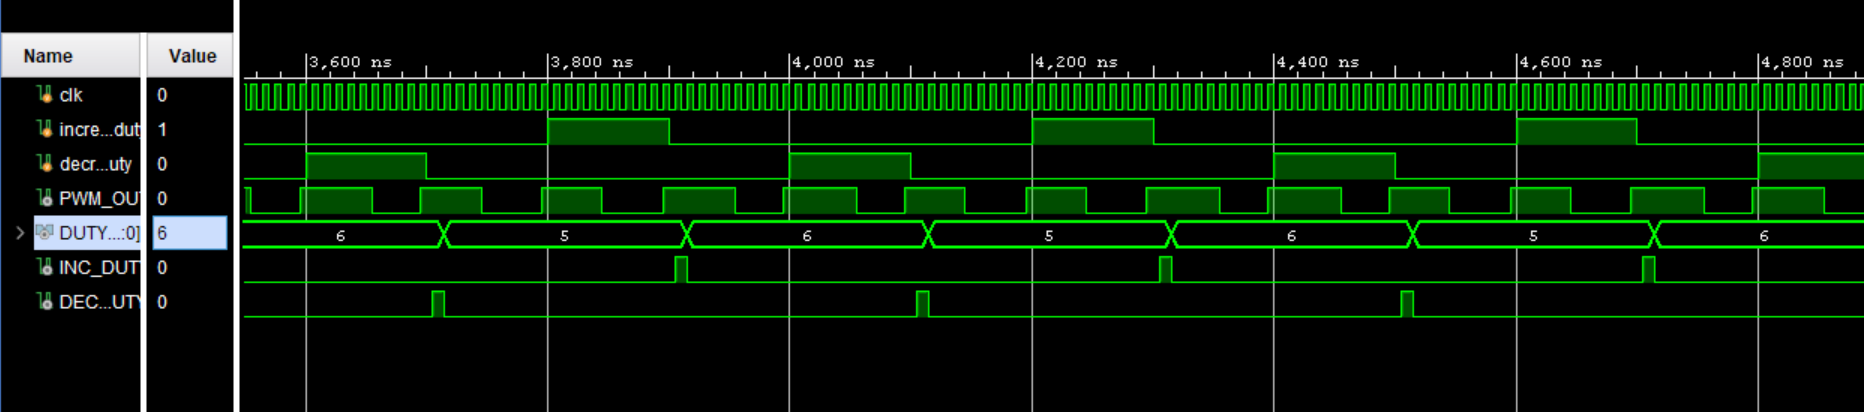 Name Value
3,600 ns 3,800 ns 4,000 ns 4,200 ns 4,400 ns 4,600 ns 4,800 ns
clk 0
incre...dut 1
decr...uty 0
PWM_OU 0
DUTY...:0] 6 6 5 6 5 6 5 6
INC_DUT 0
DEC...UTY 0